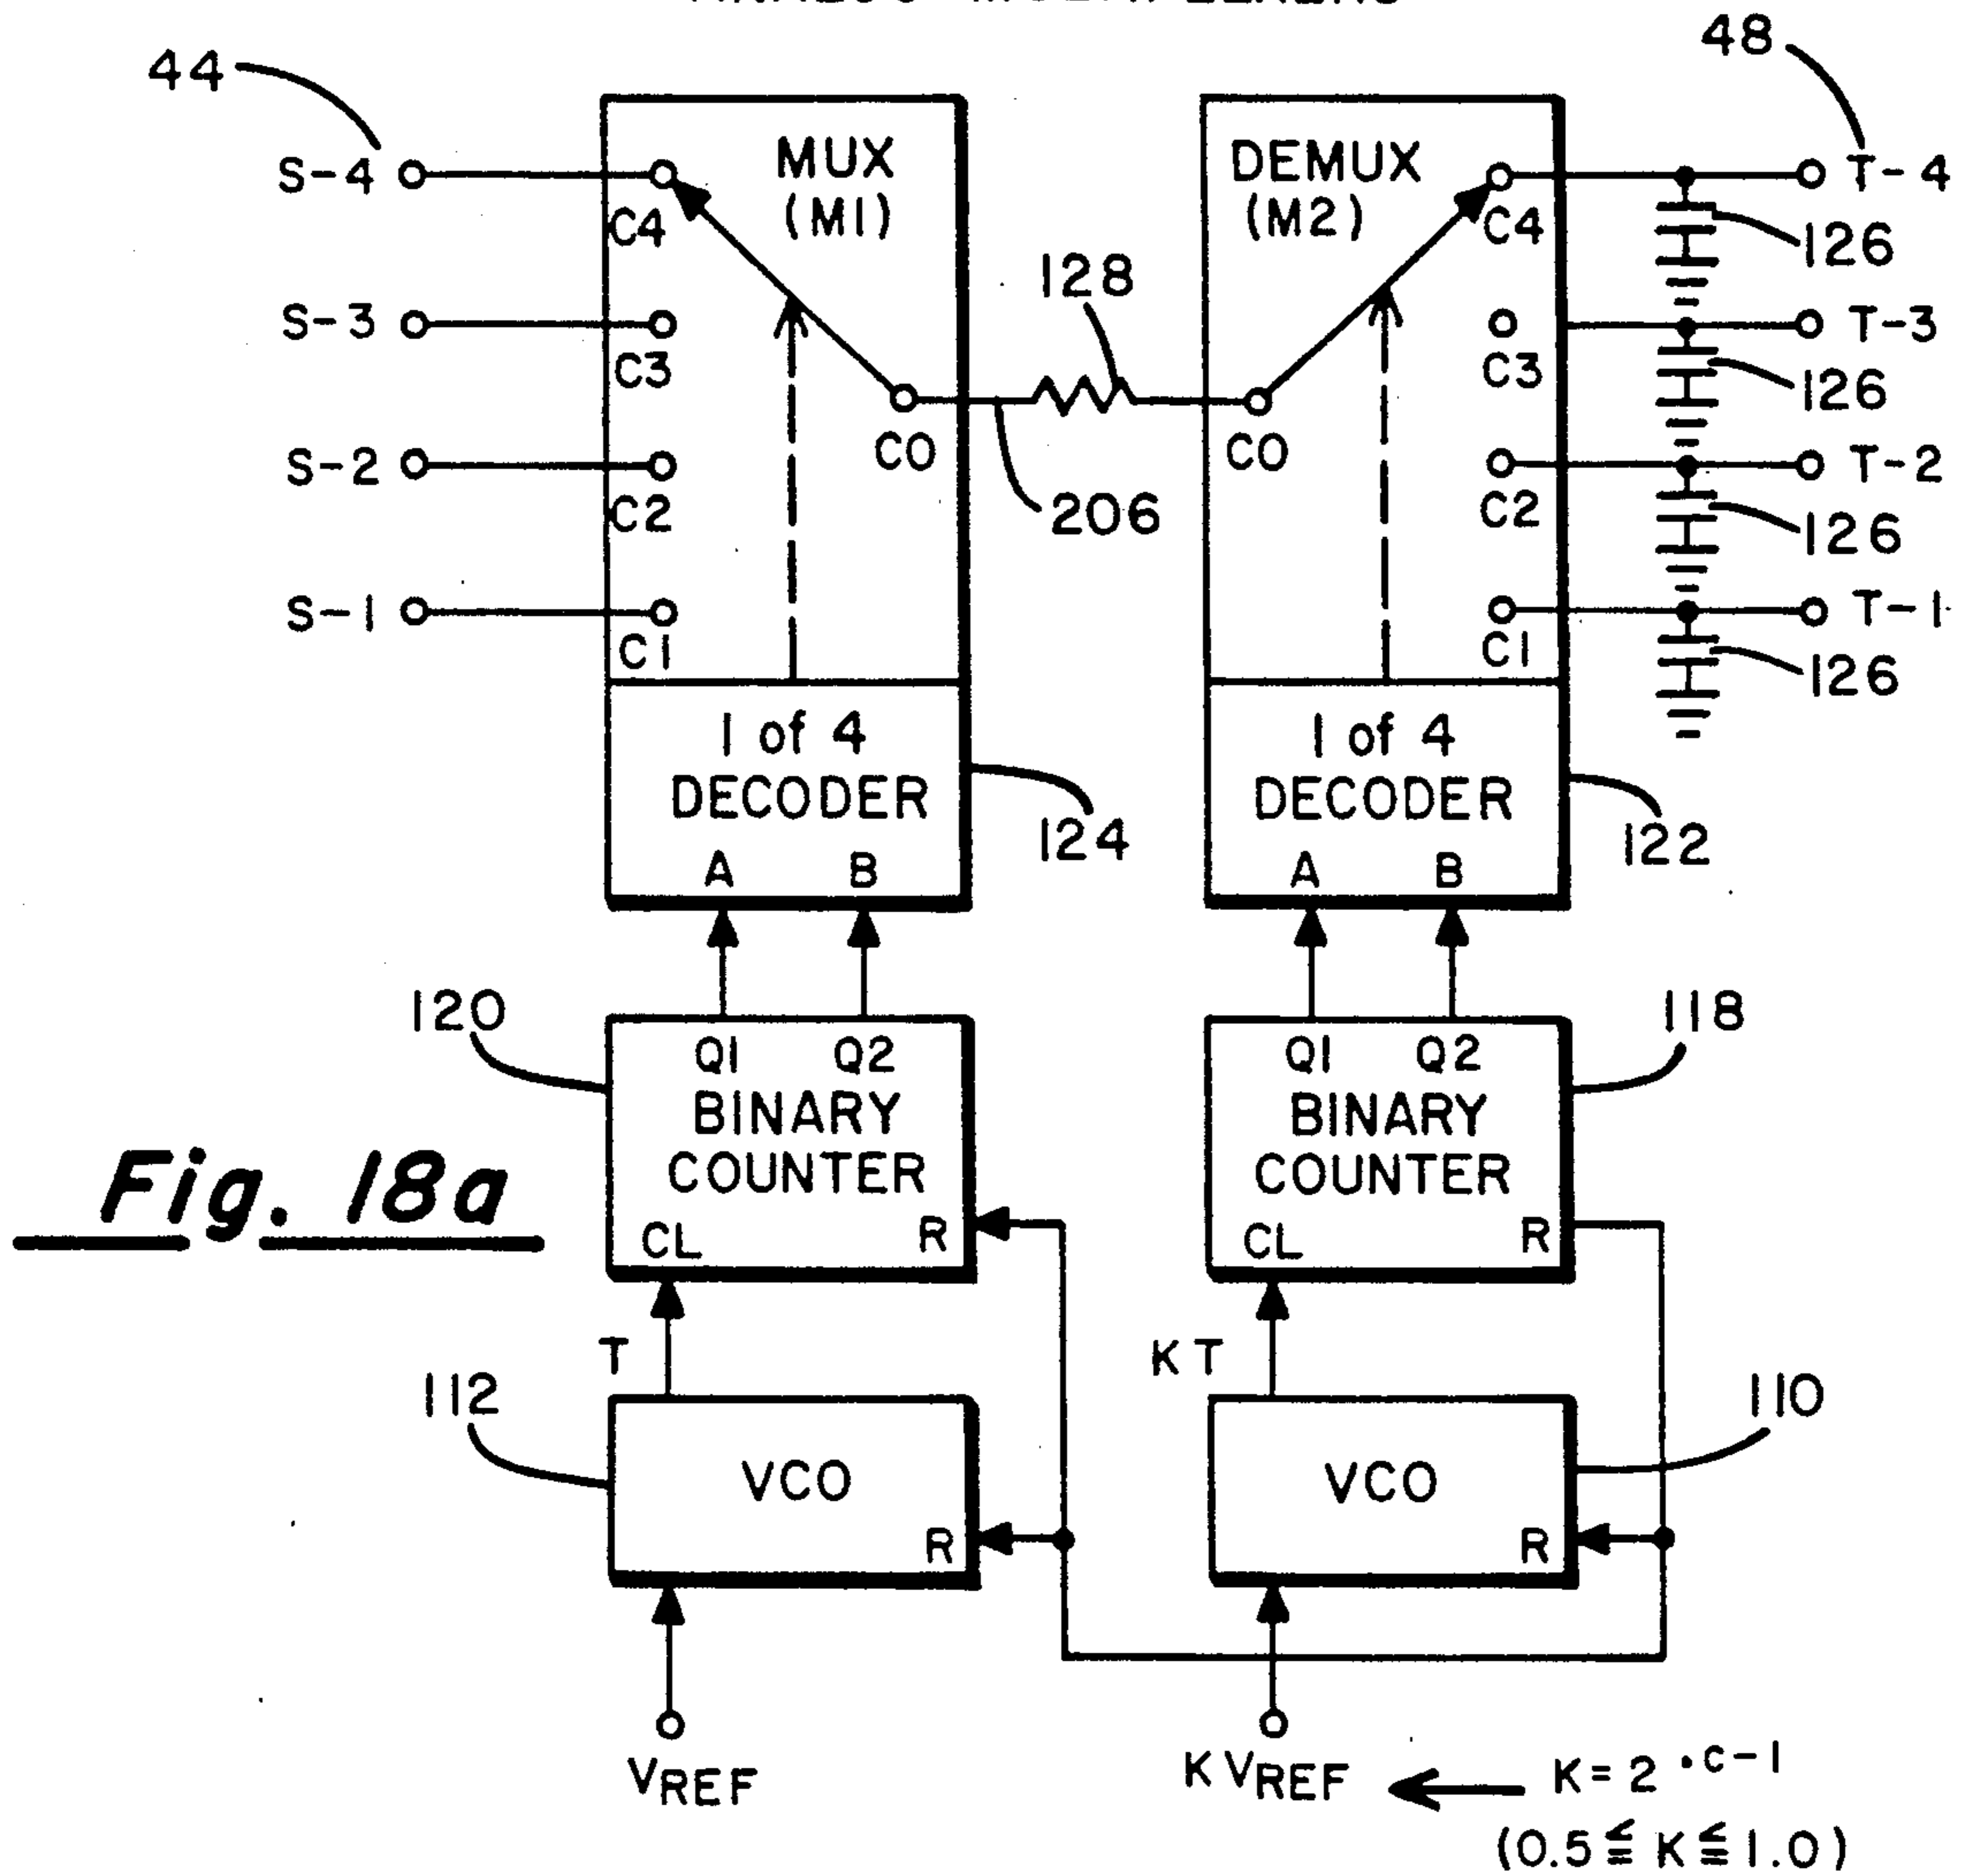 44
48
S-4
MUX
(M1)
C4
DEMUX
(M2)
C4
T-4
126
128
S-3
C3
C3
T-3
126
CO
CO
S-2
C2
206
C2
T-2
126
S-1
C1
C1
T-1
126
1 of 4
DECODER
A B
124
1 of 4
DECODER
A B
122
120
Q1 Q2
BINARY
COUNTER
CL R
118
Q1 Q2
BINARY
COUNTER
CL R
Fig. 18a
T
KT
112
VCO
R
110
VCO
R
VREF
KVREF
K=2 .C-1
(0.5≦K≦1.0)